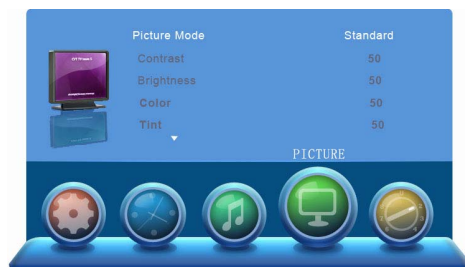 Picture Mode Standard
Contrast 50
Brightness 50
Color 50
Tint 50
PICTURE